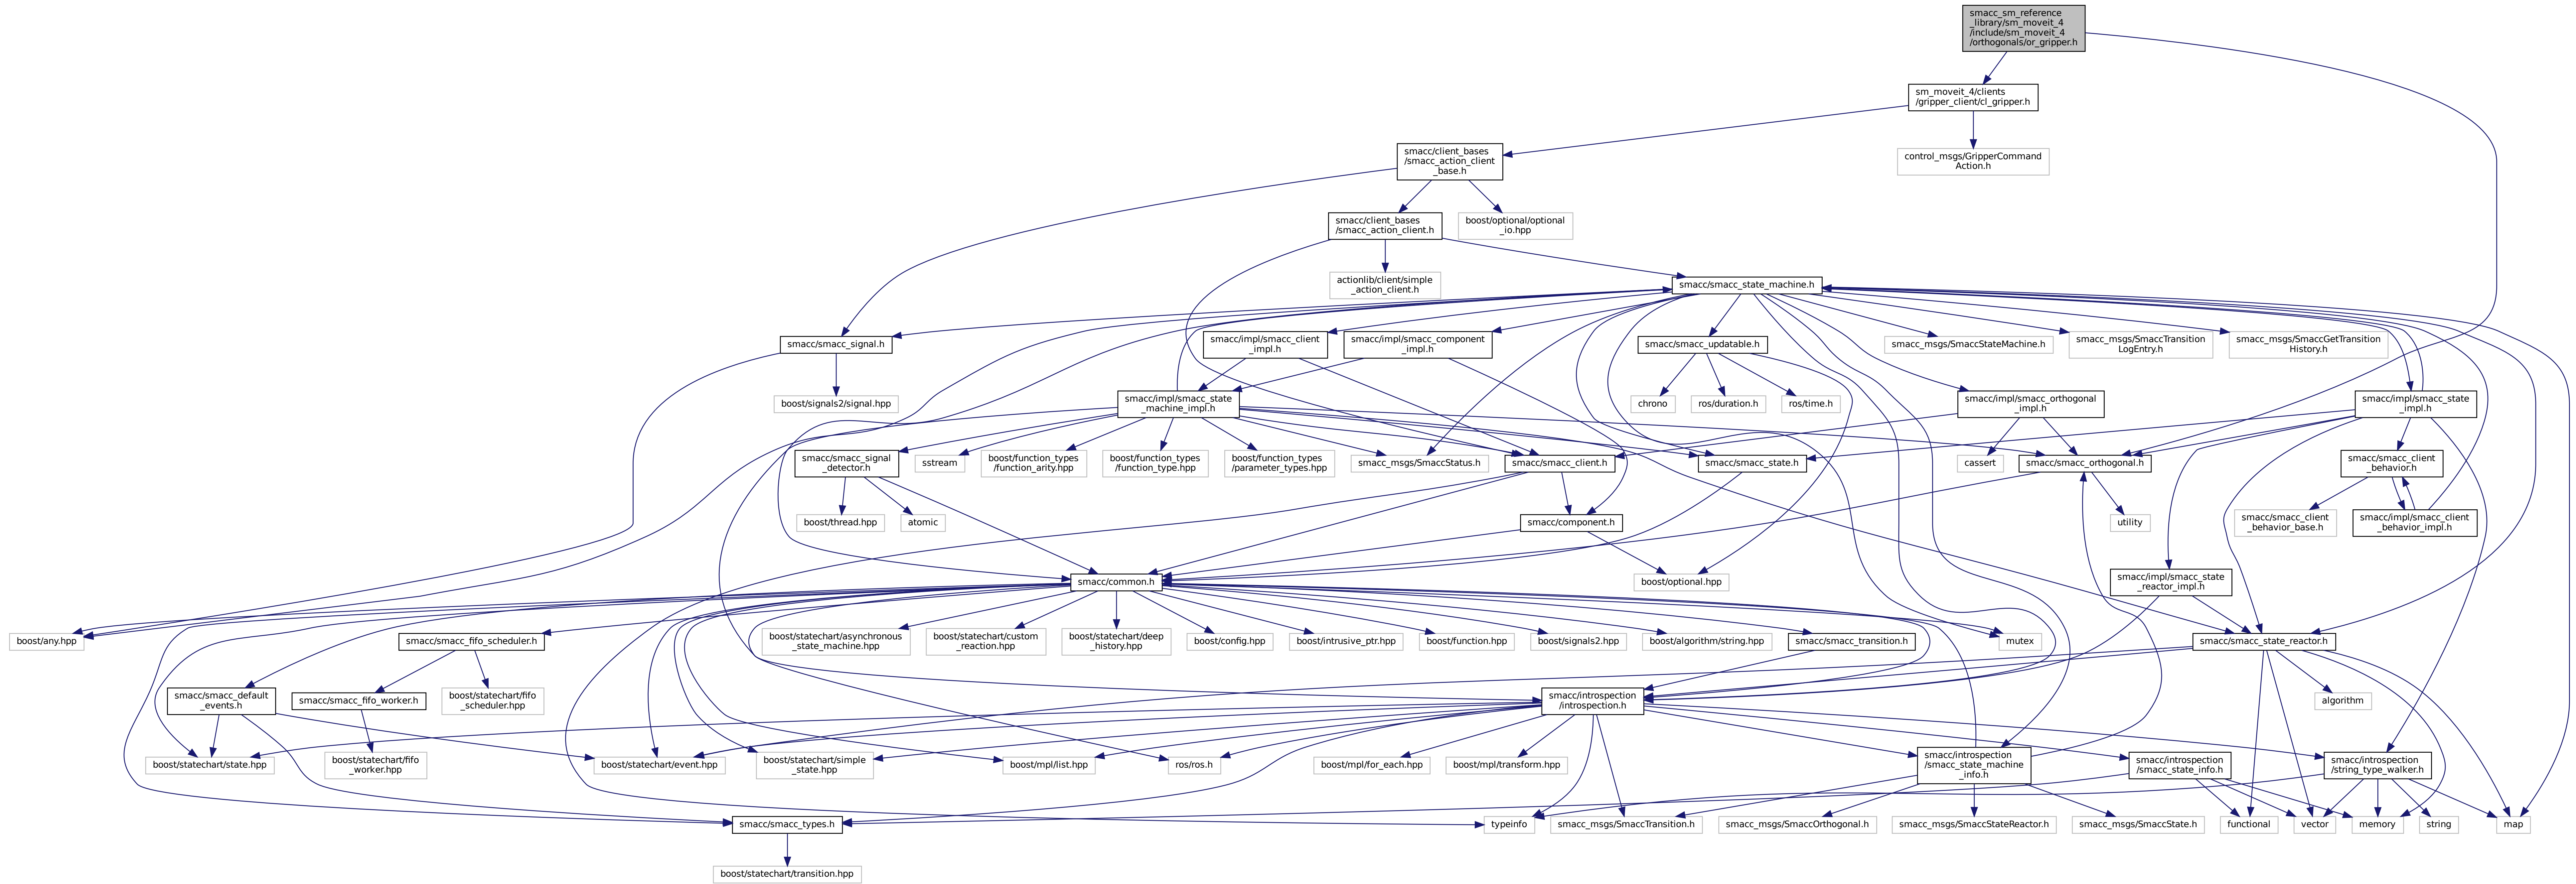 smacc_sm_reference
_library/sm_moveit_4
/include/sm_moveit_4
/orthogonals/or_gripper.h
sm_moveit_4/clients
/gripper_client/cl_gripper.h
smacc/client_bases
/smacc_action_client
_base.h
control_msgs/GripperCommand
Action.h
smacc/client_bases
/smacc_action_client.h
boost/optional/optional
_io.hpp
actionlib/client/simple
_action_client.h
smacc/smacc_state_machine.h
smacc/smacc_signal.h
smacc/impl/smacc_client
_impl.h
smacc/impl/smacc_component
_impl.h
smacc/smacc_updatable.h
smacc_msgs/SmaccStateMachine.h
smacc_msgs/SmaccTransition
LogEntry.h
smacc_msgs/SmaccGetTransition
History.h
boost/signals2/signal.hpp
smacc/impl/smacc_state
_machine_impl.h
chrono
ros/duration.h
ros/time.h
smacc/impl/smacc_orthogonal
_impl.h
smacc/impl/smacc_state
_impl.h
smacc/smacc_signal
_detector.h
sstream
boost/function_types
/function_arity.hpp
boost/function_types
/function_type.hpp
boost/function_types
/parameter_types.hpp
smacc_msgs/SmaccStatus.h
smacc/smacc_client.h
smacc/smacc_state.h
cassert
smacc/smacc_orthogonal.h
smacc/smacc_client
_behavior.h
boost/thread.hpp
atomic
smacc/component.h
utility
smacc/smacc_client
_behavior_base.h
smacc/impl/smacc_client
_behavior_impl.h
smacc/common.h
boost/optional.hpp
smacc/impl/smacc_state
_reactor_impl.h
boost/any.hpp
smacc/smacc_fifo_scheduler.h
boost/statechart/asynchronous
_state_machine.hpp
boost/statechart/custom
_reaction.hpp
boost/statechart/deep
_history.hpp
boost/config.hpp
boost/intrusive_ptr.hpp
boost/function.hpp
boost/signals2.hpp
boost/algorithm/string.hpp
smacc/smacc_transition.h
mutex
smacc/smacc_state_reactor.h
smacc/smacc_default
_events.h
smacc/smacc_fifo_worker.h
boost/statechart/fifo
_scheduler.hpp
smacc/introspection
/introspection.h
algorithm
boost/statechart/state.hpp
boost/statechart/fifo
_worker.hpp
boost/statechart/event.hpp
boost/statechart/simple
_state.hpp
boost/mpl/list.hpp
ros/ros.h
boost/mpl/for_each.hpp
boost/mpl/transform.hpp
smacc/introspection
/smacc_state_machine
_info.h
smacc/introspection
/smacc_state_info.h
smacc/introspection
/string_type_walker.h
smacc/smacc_types.h
typeinfo
smacc_msgs/SmaccTransition.h
smacc_msgs/SmaccOrthogonal.h
smacc_msgs/SmaccStateReactor.h
smacc_msgs/SmaccState.h
functional
vector
memory
string
map
boost/statechart/transition.hpp